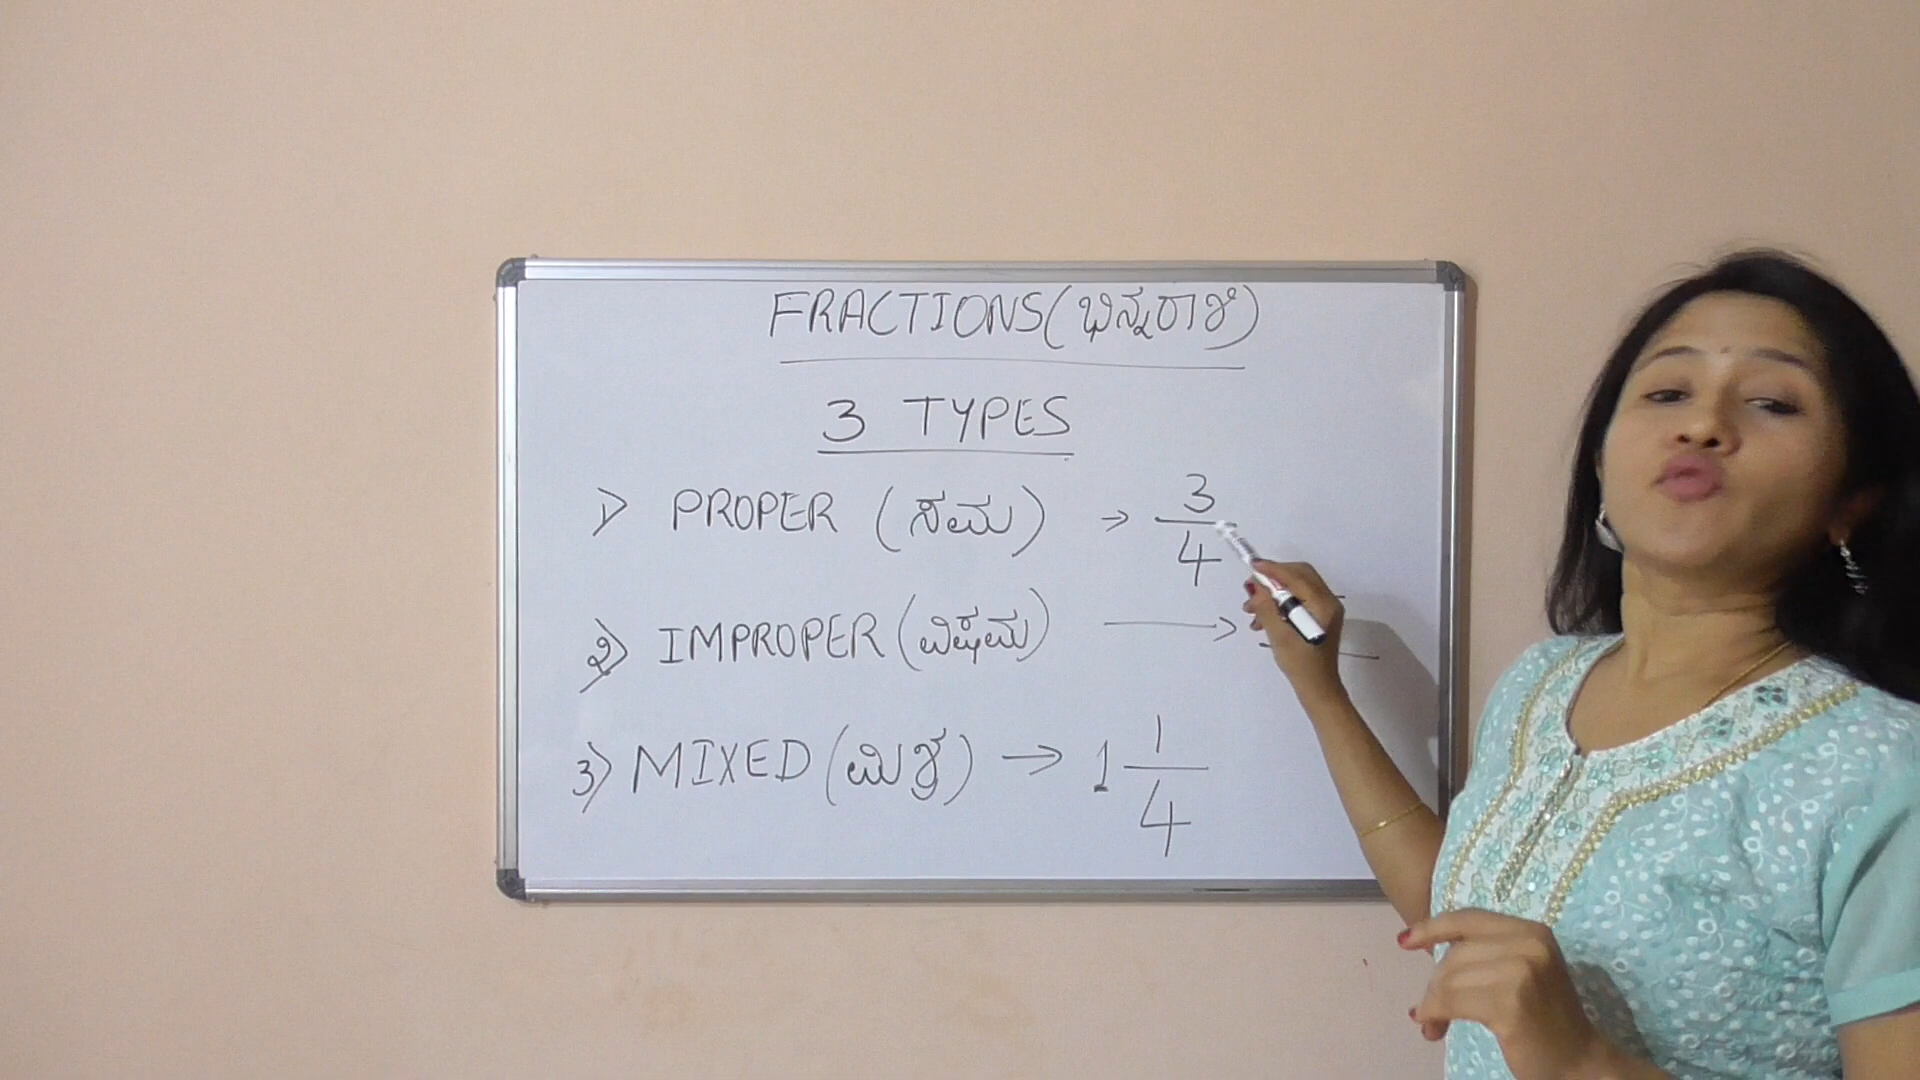 FRACTIONS (ಭಿನ್ನರಾಶಿ)
3 TYPES
1) PROPER (ಸಮ) → 3/4
2) IMPROPER (ವಿಷಮ) →
3) MIXED (ಮಿಶ್ರ) → 1 1/4